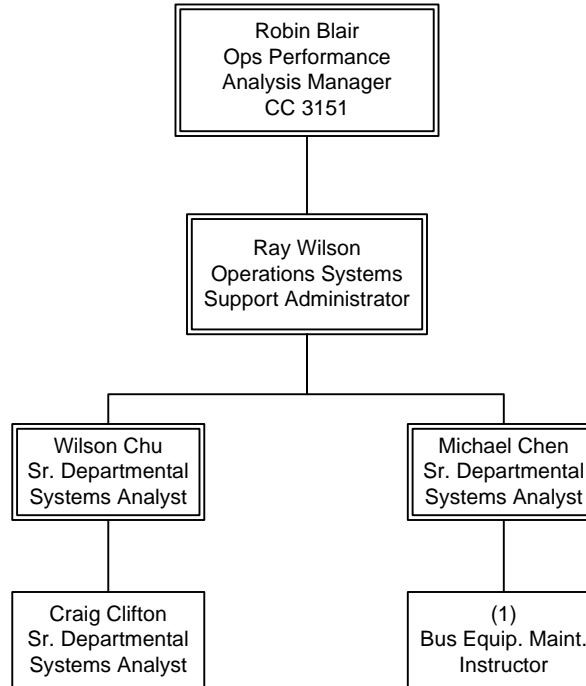 Robin Blair
Ops Performance
Analysis Manager
CC 3151
Ray Wilson
Operations Systems
Support Administrator
Wilson Chu
Sr. Departmental
Systems Analyst
Michael Chen
Sr. Departmental
Systems Analyst
Craig Clifton
Sr. Departmental
Systems Analyst
(1)
Bus Equip. Maint.
Instructor